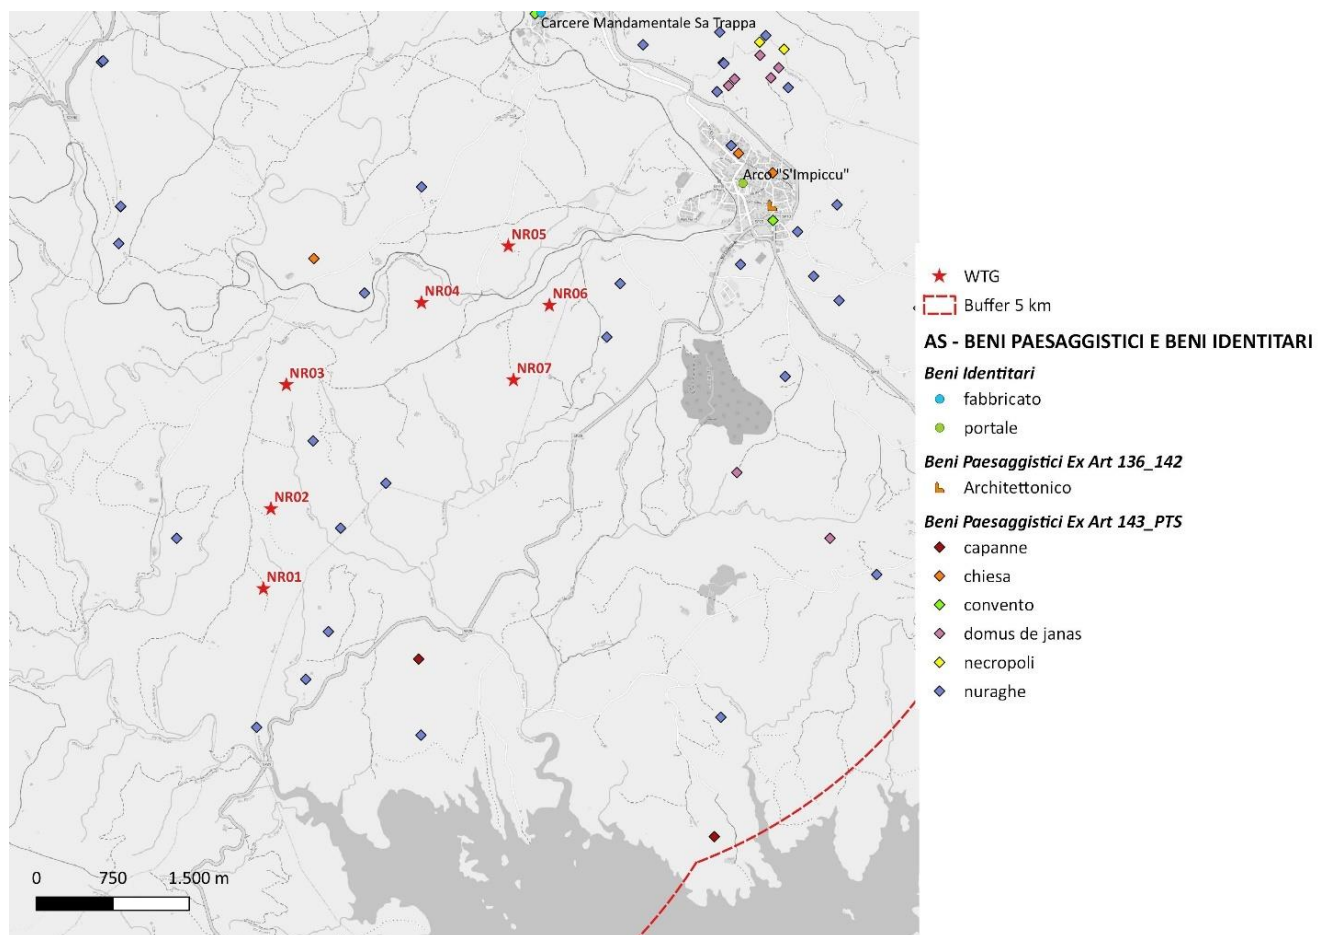 Carcere Mandamentale Sa Trappa
Arco "S'Impiccu"
NR05
NR04
NR06
NR03
NR07
NR02
NR01
0 750 1.500 m
WTG
Buffer 5 km
AS - BENI PAESAGGISTICI E BENI IDENTITARI
Beni Identitari
fabbricato
portale
Beni Paesaggistici Ex Art 136_142
Architettonico
Beni Paesaggistici Ex Art 143_PTS
capanne
chiesa
convento
domus de janas
necropoli
nuraghe